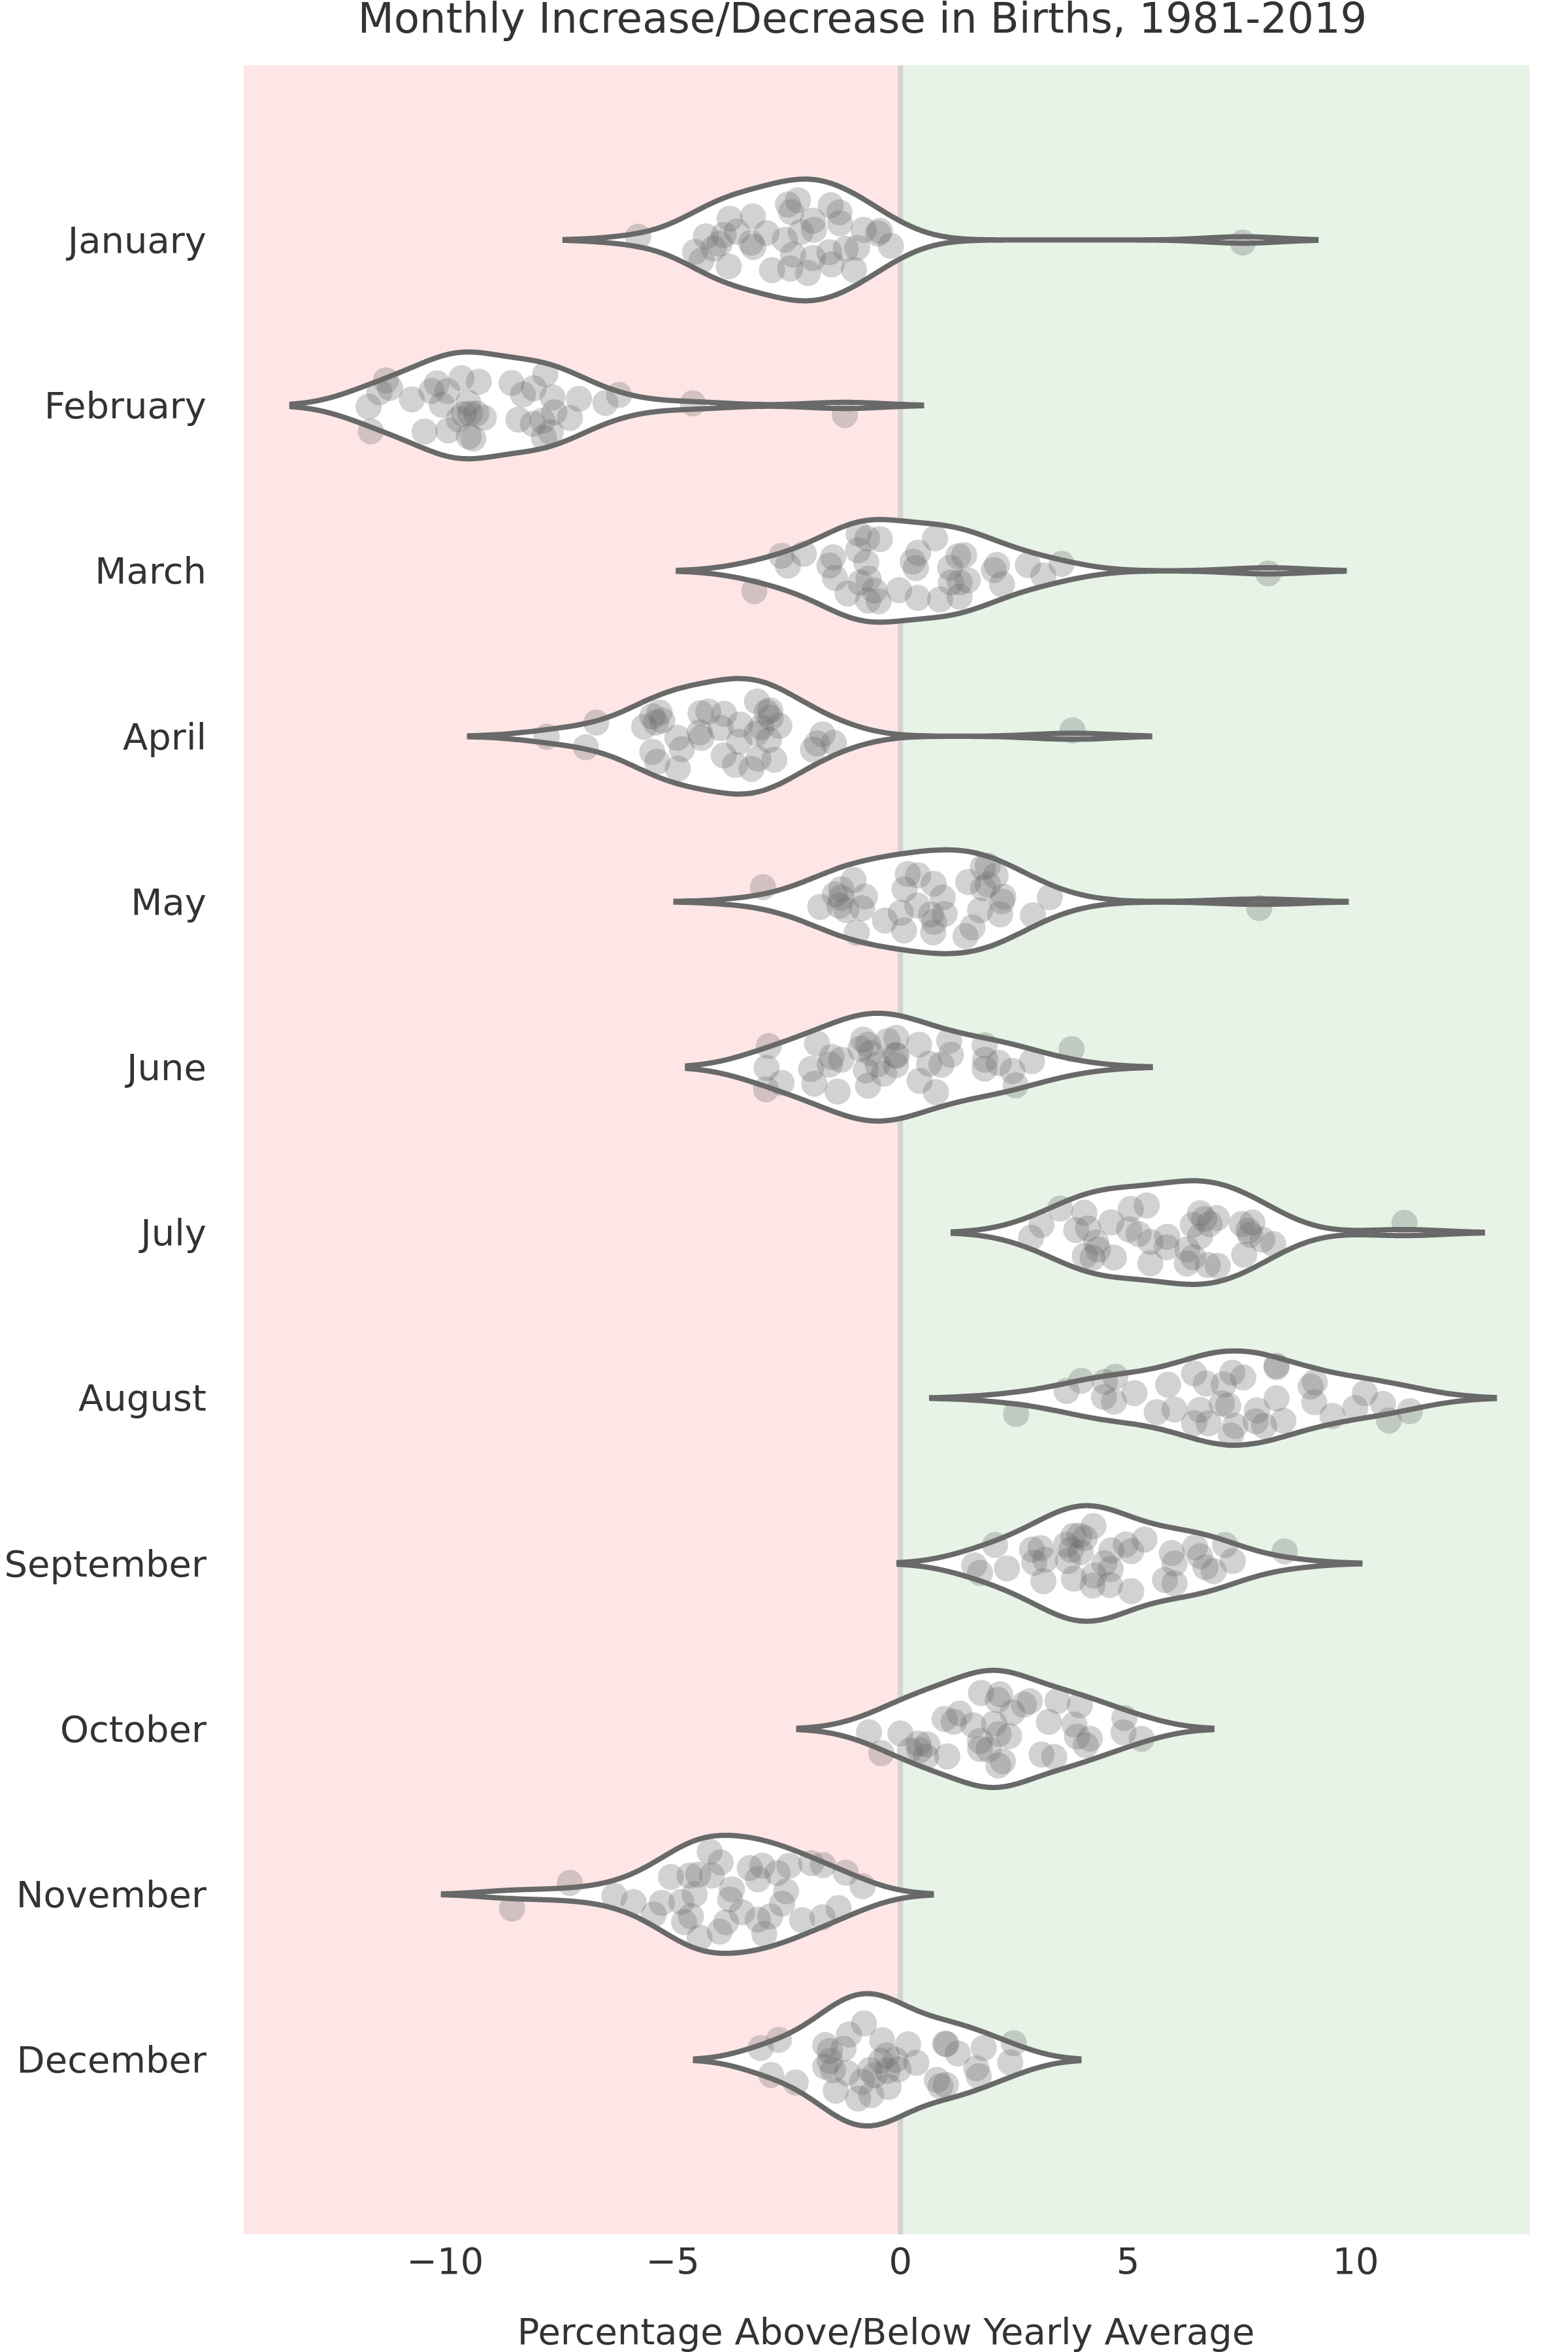 Monthly Increase/Decrease in Births, 1981-2019
January
February
March
April
May
June
July
August
September
October
November
December
−10 −5 0 5 10
Percentage Above/Below Yearly Average